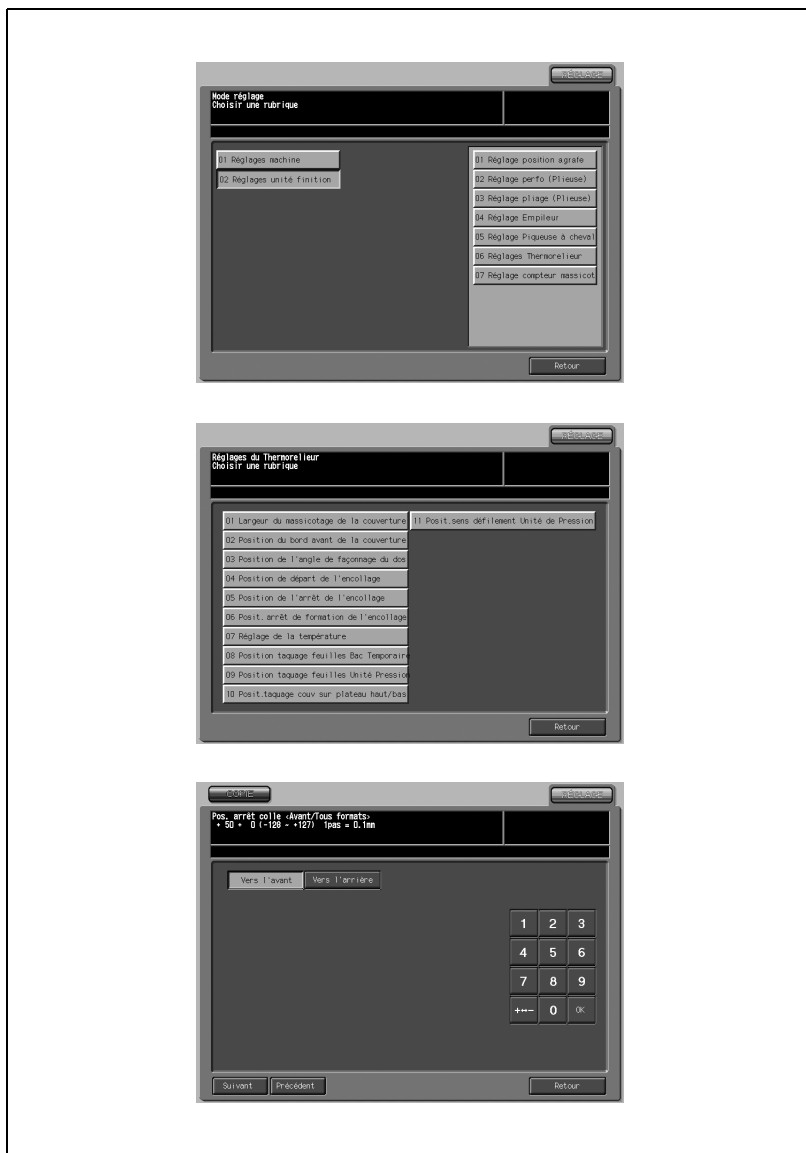 RÉGLAGE
Mode réglage
Choisir une rubrique
01 Réglages machine
02 Réglages unité finition
01 Réglage position agrafe
02 Réglage perfo (Plieuse)
03 Réglage pliage (Plieuse)
04 Réglage Empileur
05 Réglage Piqueuse à cheval
06 Réglages Thermorelieur
07 Réglage compteur massicot
Retour
RÉGLAGE
Réglages du Thermorelieur
Choisir une rubrique
01 Largeur du massicotage de la couverture
11 Posit.sens défilement Unité de Pression
02 Position du bord avant de la couverture
03 Position de l'angle de façonnage du dos
04 Position de départ de l'encollage
05 Position de l'arrêt de l'encollage
06 Posit. arrêt de formation de l'encollage
07 Réglage de la température
08 Position taquage feuilles Bac Temporaire
09 Position taquage feuilles Unité Pression
10 Posit.taquage couv sur plateau haut/bas
Retour
COPIE
RÉGLAGE
Pos. arrêt colle <Avant/Tous formats>
+ 50 + 0 (-128 ~ +127) 1pas = 0.1mm
Vers l'avant Vers l'arrière
1 2 3
4 5 6
7 8 9
+↔- 0 OK
Suivant Précédent Retour